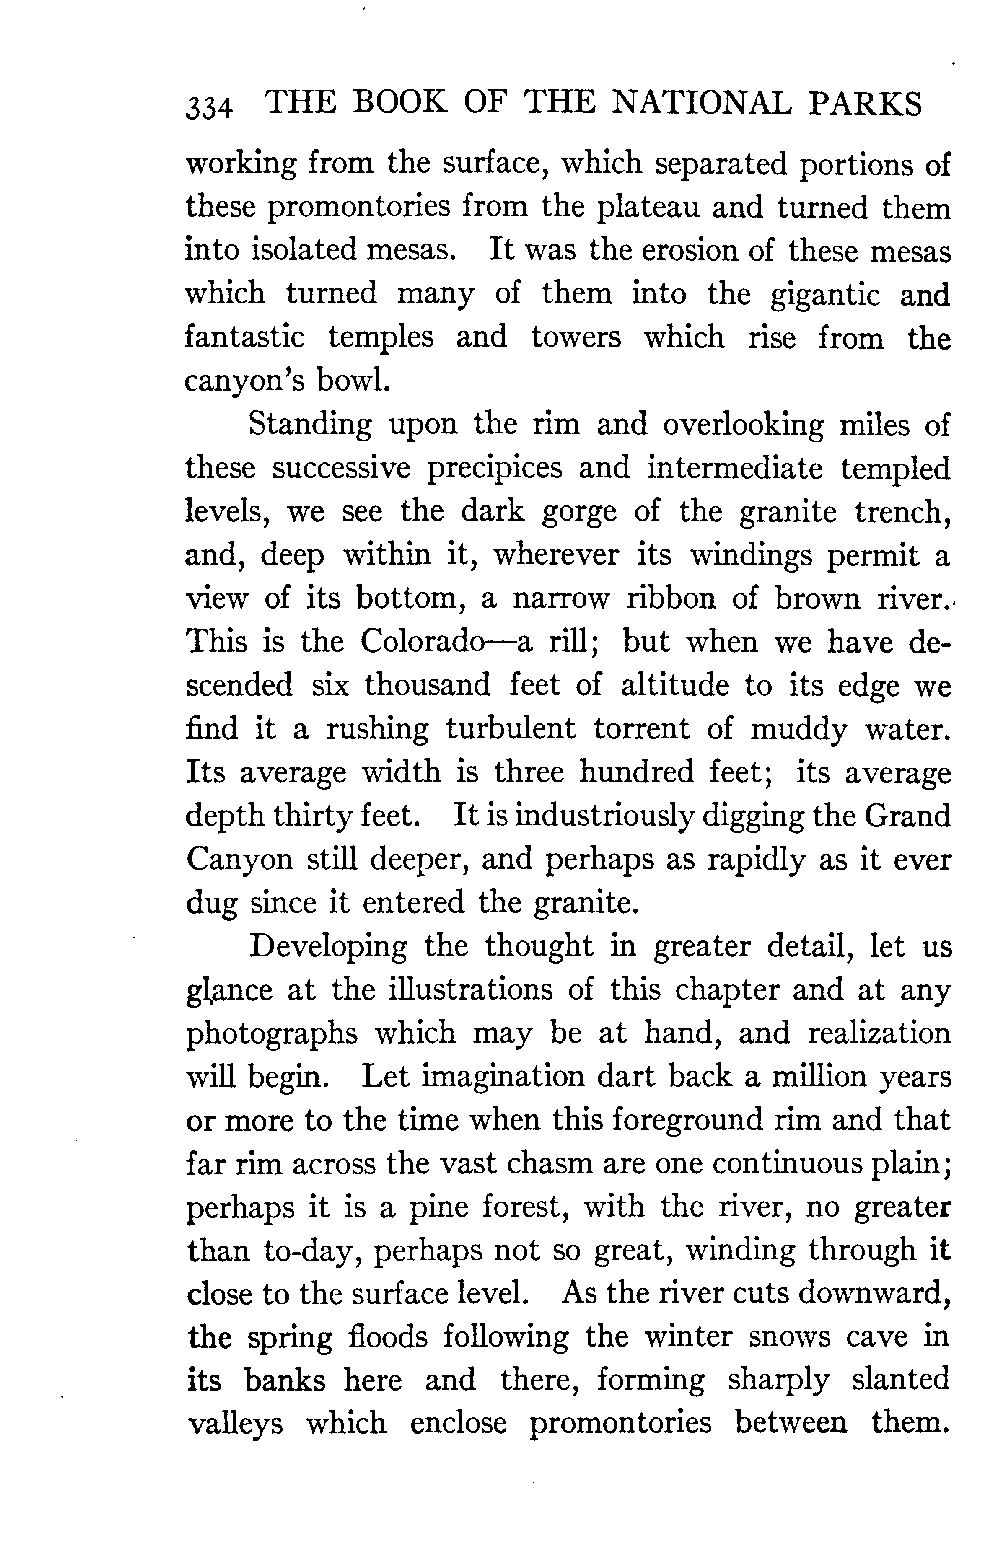 334 THE BOOK OF THE NATIONAL PARKS
working from the surface, which separated portions of
these promontories from the plateau and turned them
into isolated mesas. It was the erosion of these mesas
which turned many of them into the gigantic and
fantastic temples and towers which rise from the
canyon's bowl.
Standing upon the rim and overlooking miles of
these successive precipices and intermediate templed
levels, we see the dark gorge of the granite trench,
and, deep within it, wherever its windings permit a
view of its bottom, a narrow ribbon of brown river.
This is the Colorado—a rill; but when we have de-
scended six thousand feet of altitude to its edge we
find it a rushing turbulent torrent of muddy water.
Its average width is three hundred feet; its average
depth thirty feet. It is industriously digging the Grand
Canyon still deeper, and perhaps as rapidly as it ever
dug since it entered the granite.
Developing the thought in greater detail, let us
glance at the illustrations of this chapter and at any
photographs which may be at hand, and realization
will begin. Let imagination dart back a million years
or more to the time when this foreground rim and that
far rim across the vast chasm are one continuous plain;
perhaps it is a pine forest, with the river, no greater
than to-day, perhaps not so great, winding through it
close to the surface level. As the river cuts downward,
the spring floods following the winter snows cave in
its banks here and there, forming sharply slanted
valleys which enclose promontories between them.